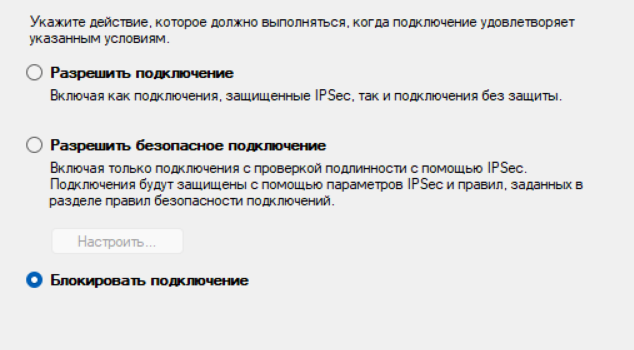 Укажите действие, которое должно выполняться, когда подключение удовлетворяет
указанным условиям.
Разрешить подключение
Включая как подключения, защищенные IPSec, так и подключения без защиты.
Разрешить безопасное подключение
Включая только подключения с проверкой подлинности с помощью IPSec.
Подключения будут защищены с помощью параметров IPSec и правил, заданных в
разделе правил безопасности подключений.
Настроить...
Блокировать подключение